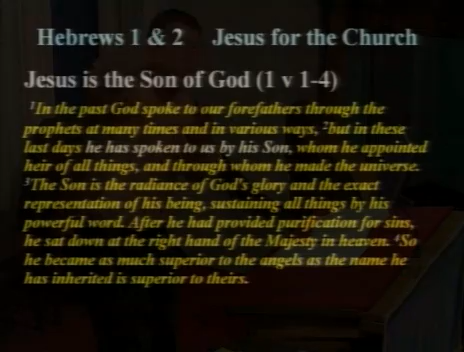 Hebrews 1 & 2 Jesus for the Church
Jesus is the Son of God (1 v 1-4)
¹In the past God spoke to our forefathers through the
prophets at many times and in various ways, ²but in these
last days he has spoken to us by his Son, whom he appointed
heir of all things, and through whom he made the universe.
³The Son is the radiance of God's glory and the exact
representation of his being, sustaining all things by his
powerful word. After he had provided purification for sins,
he sat down at the right hand of the Majesty in heaven. ⁴So
he became as much superior to the angels as the name he
has inherited is superior to theirs.